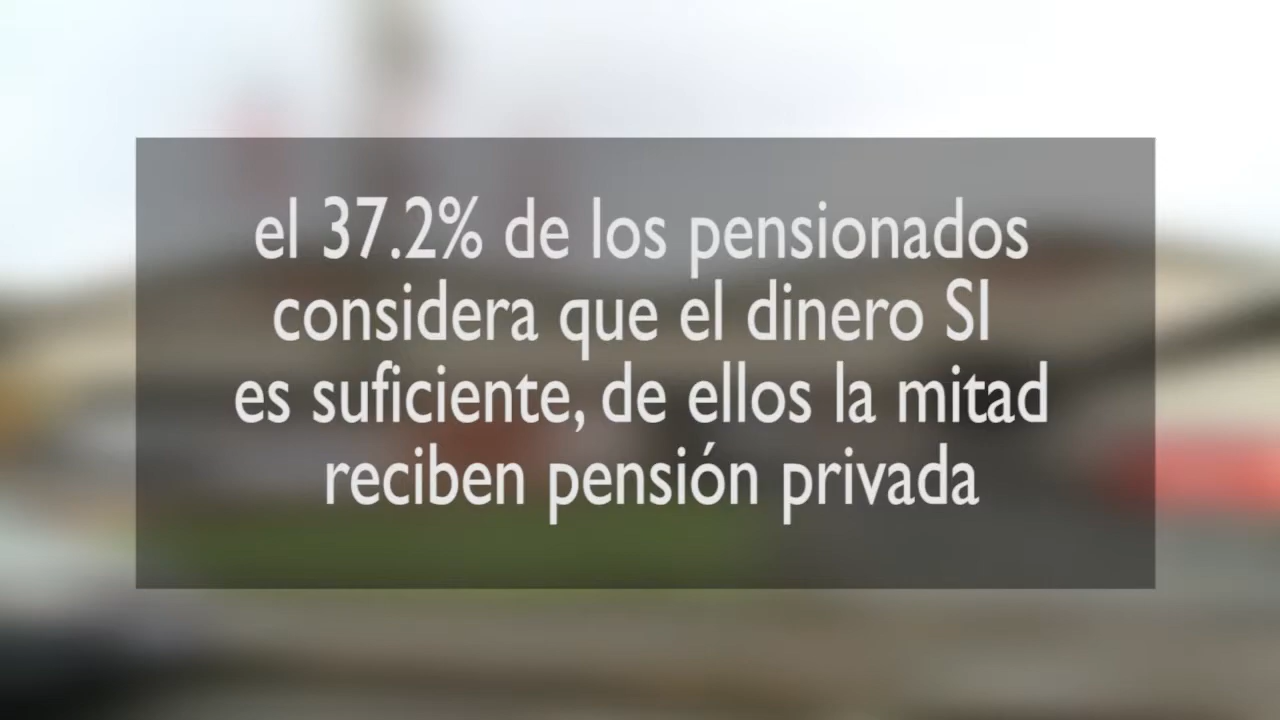 el 37.2% de los pensionados
considera que el dinero SI
es suficiente, de ellos la mitad
reciben pensión privada